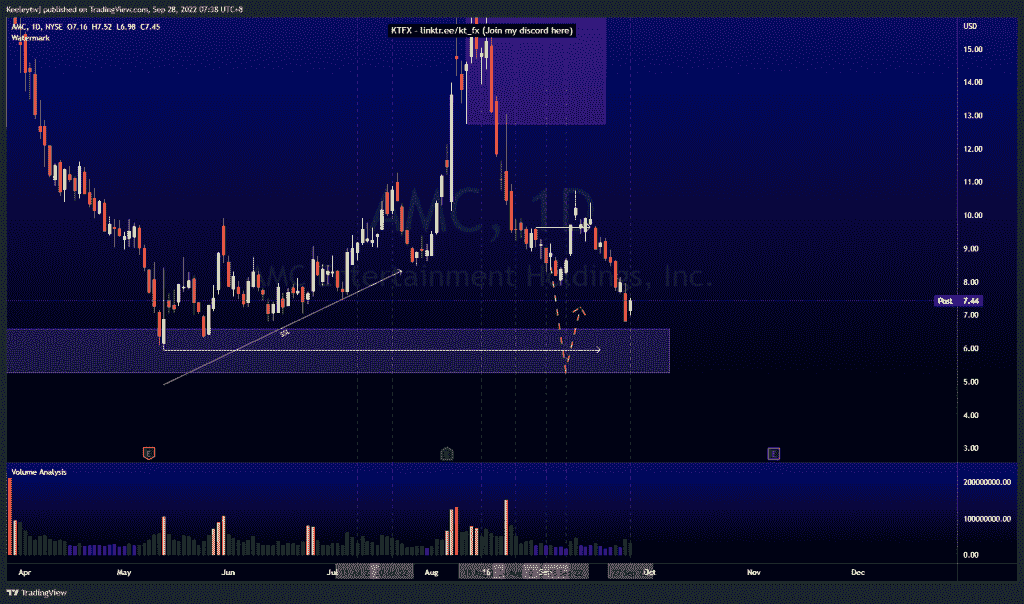 Keeleytwj published on TradingView.com, Sep 28, 2022 07:38 UTC+8
AMC, 1D, NYSE O7.16 H7.52 L6.98 C7.45
Watermark
KTFX - linktr.ee/kt_fx (Join my discord here)
USD
15.00
14.00
13.00
12.00
11.00
10.00
9.00
8.00
Post 7.44
7.00
6.00
5.00
4.00
3.00
AMC, 1D
AMC Entertainment Holdings, Inc.
E
E
Volume Analysis
200000000.00
100000000.00
0.00
Apr May Jun Jul Aug 16 Sep Oct Nov Dec
TradingView